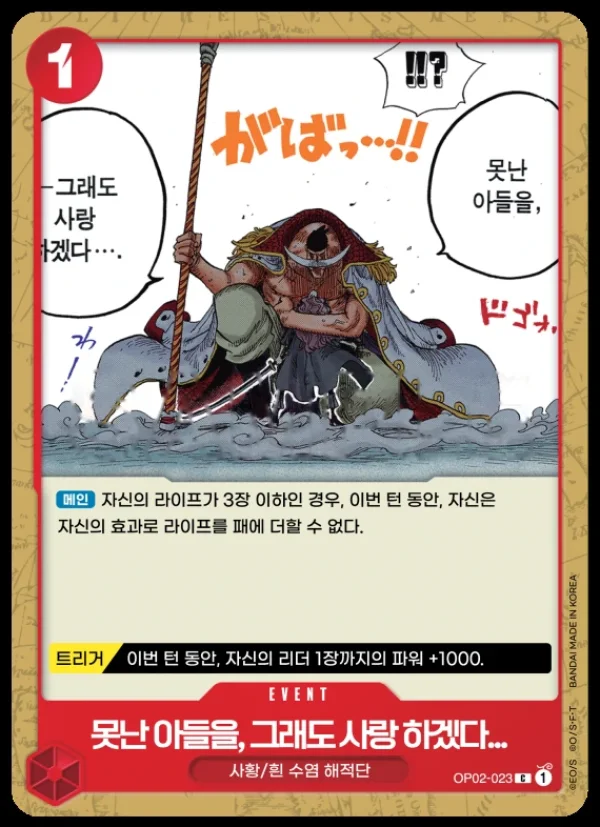 1
!!?
がばっ…!!
—그래도
사랑
하겠다….
못난
아들을,
메인 자신의 라이프가 3장 이하인 경우, 이번 턴 동안, 자신은
자신의 효과로 라이프를 패에 더할 수 없다.
트리거 이번 턴 동안, 자신의 리더 1장까지의 파워 +1000.
EVENT
못난 아들을, 그래도 사랑 하겠다...
사황/흰 수염 해적단
OP02-023 C 1
©EO/S ©O/S·F·T BANDAI MADE IN KOREA